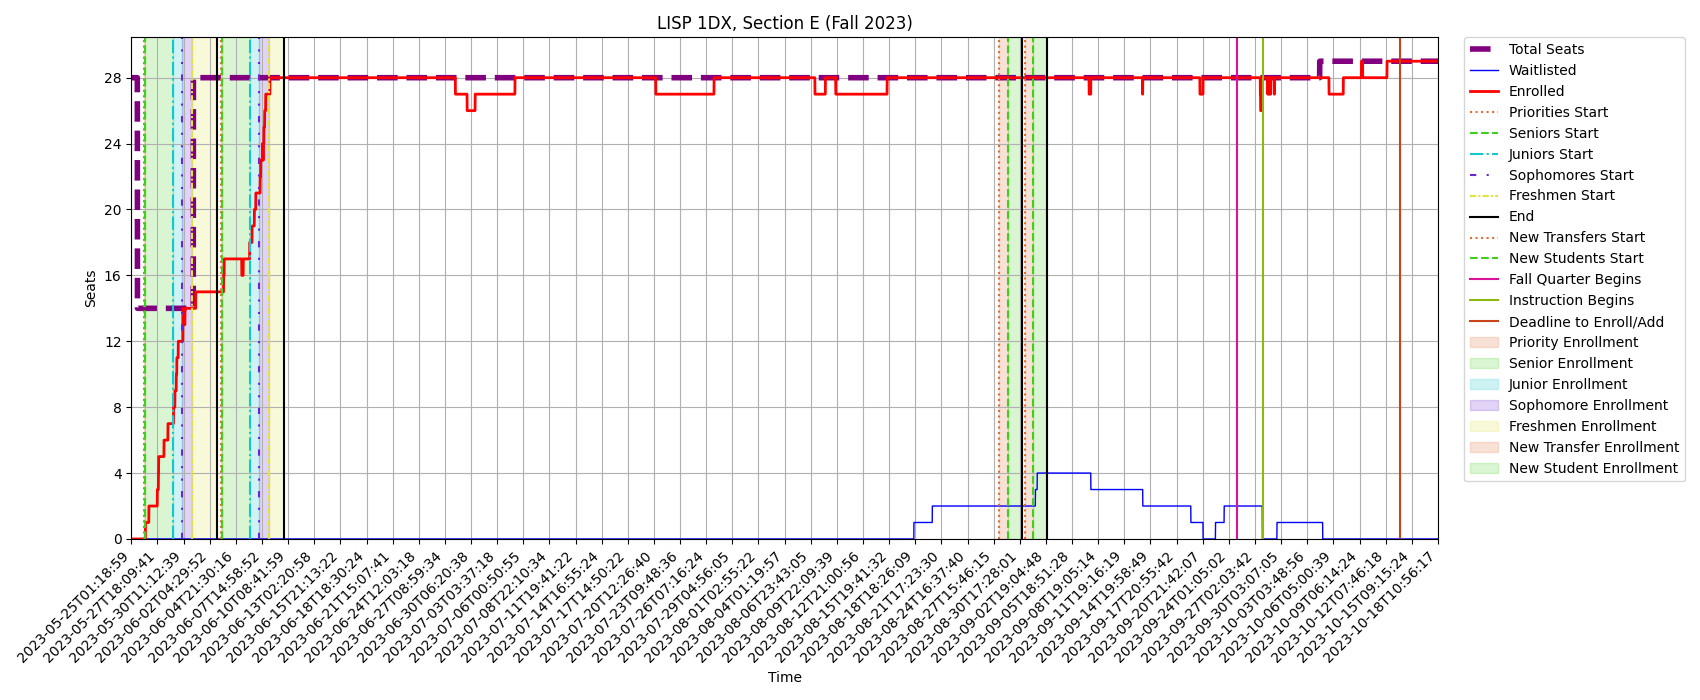 LISP 1DX, Section E (Fall 2023)
Seats
28
24
20
16
12
8
4
0
2023-05-25T01:18:59
2023-05-27T18:09:41
2023-05-30T11:12:39
2023-06-02T04:29:52
2023-06-04T21:30:16
2023-06-07T14:58:52
2023-06-10T08:41:59
2023-06-13T02:20:58
2023-06-15T21:13:22
2023-06-18T18:30:24
2023-06-21T15:07:41
2023-06-24T12:03:18
2023-06-27T08:59:34
2023-06-30T06:20:38
2023-07-03T03:37:18
2023-07-06T00:50:55
2023-07-08T22:10:34
2023-07-11T19:41:22
2023-07-14T16:55:24
2023-07-17T14:50:22
2023-07-20T12:26:40
2023-07-23T09:48:36
2023-07-26T07:16:24
2023-07-29T04:56:05
2023-08-01T02:55:22
2023-08-04T01:19:57
2023-08-06T23:43:05
2023-08-09T22:09:39
2023-08-12T21:00:56
2023-08-15T19:41:32
2023-08-18T18:26:09
2023-08-21T17:23:30
2023-08-24T16:37:40
2023-08-27T15:46:15
2023-08-30T17:28:01
2023-09-02T19:04:48
2023-09-05T18:51:28
2023-09-08T19:05:14
2023-09-11T19:16:19
2023-09-14T19:58:49
2023-09-17T20:55:42
2023-09-20T21:42:07
2023-09-24T01:05:02
2023-09-27T02:03:42
2023-09-30T03:07:05
2023-10-03T03:48:56
2023-10-06T05:00:39
2023-10-09T06:14:24
2023-10-12T07:46:18
2023-10-15T09:15:24
2023-10-18T10:56:17
Time
Total Seats
Waitlisted
Enrolled
Priorities Start
Seniors Start
Juniors Start
Sophomores Start
Freshmen Start
End
New Transfers Start
New Students Start
Fall Quarter Begins
Instruction Begins
Deadline to Enroll/Add
Priority Enrollment
Senior Enrollment
Junior Enrollment
Sophomore Enrollment
Freshmen Enrollment
New Transfer Enrollment
New Student Enrollment